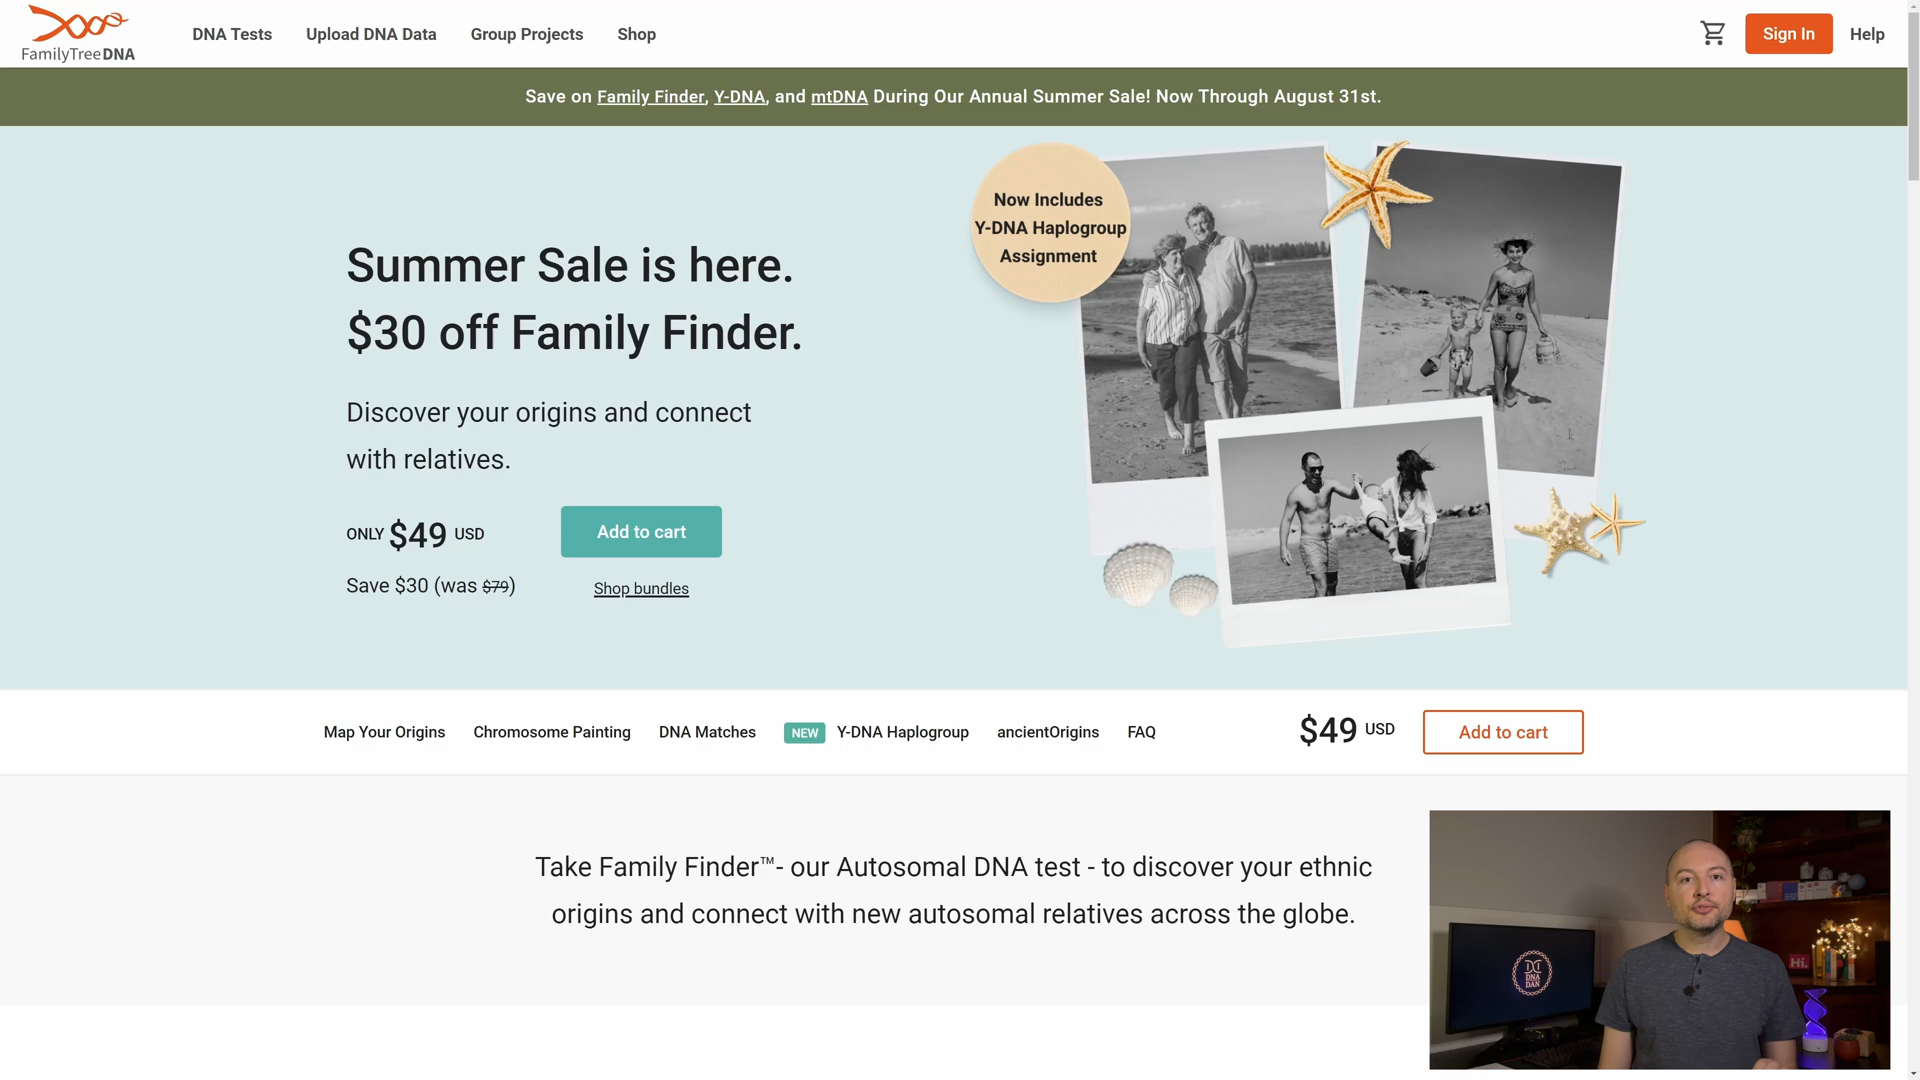 FamilyTreeDNA
DNA Tests
Upload DNA Data
Group Projects
Shop
Sign In
Help
Save on Family Finder, Y-DNA, and mtDNA During Our Annual Summer Sale! Now Through August 31st.
Now Includes
Y-DNA Haplogroup
Assignment
Summer Sale is here.
$30 off Family Finder.
Discover your origins and connect
with relatives.
ONLY $49 USD
Add to cart
Save $30 (was $79)
Shop bundles
Map Your Origins
Chromosome Painting
DNA Matches
NEW Y-DNA Haplogroup
ancientOrigins
FAQ
$49 USD
Add to cart
Take Family Finder™- our Autosomal DNA test - to discover your ethnic
origins and connect with new autosomal relatives across the globe.
DNA
DAN
Hi.